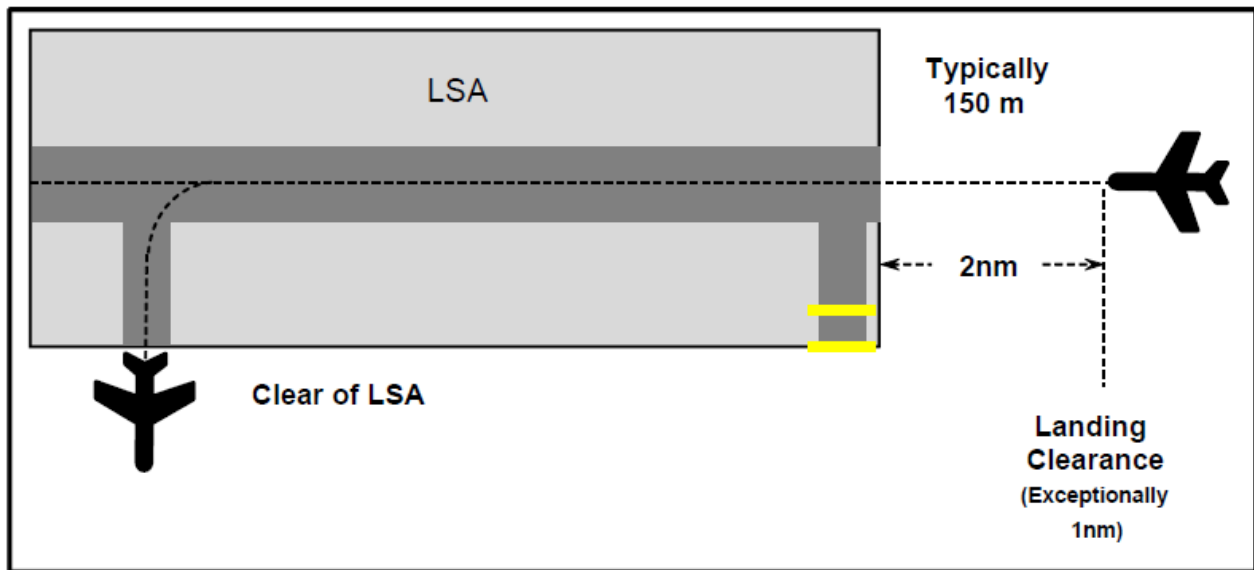 LSA
Typically
150 m
2nm
Clear of LSA
Landing
Clearance
(Exceptionally
1nm)